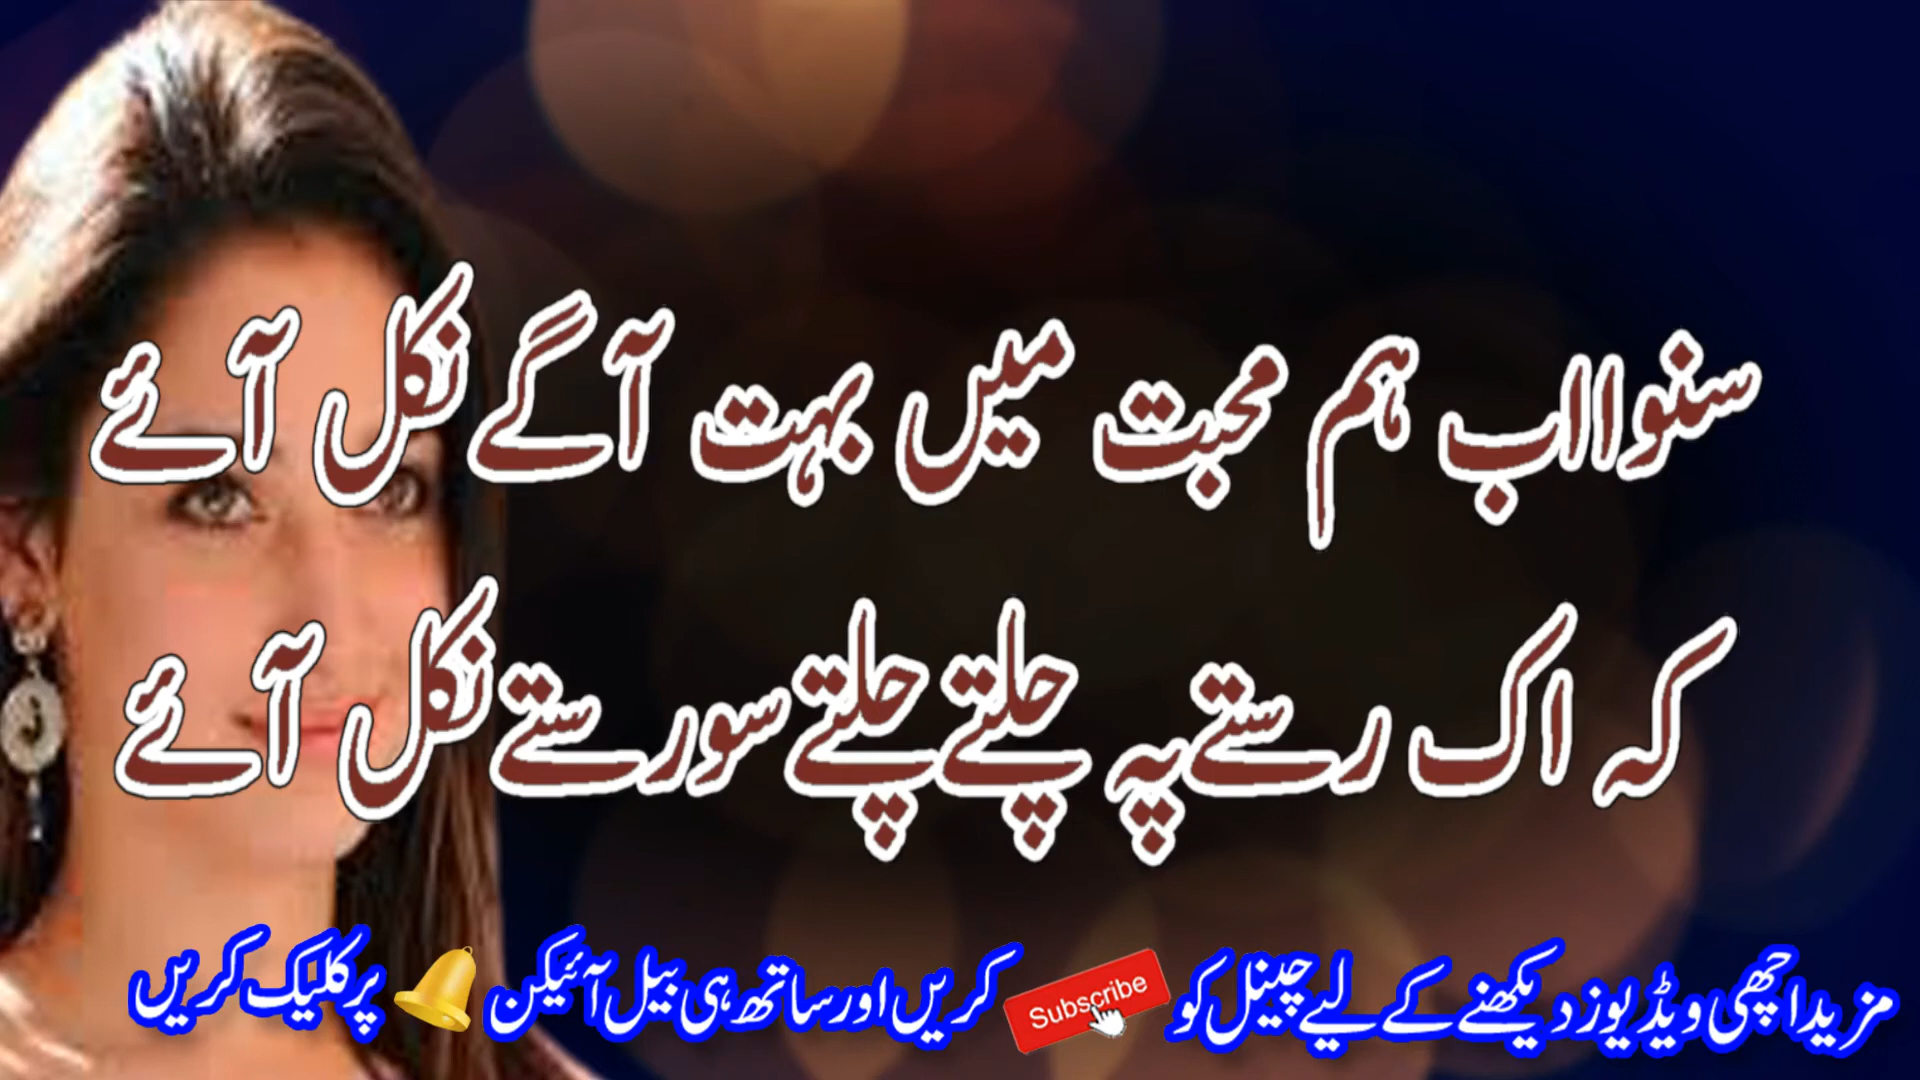 سنو ااب ہم محبت میں بہت آگے نکل آئے
کہ اک رستے پہ چلتے چلتے سو رستے نکل آئے
مزید اچھی ویڈیوز دیکھنے کے لیے چینل کو Subscribe کریں اور ساتھ ہی بیل آئیکن پر کلیک کریں